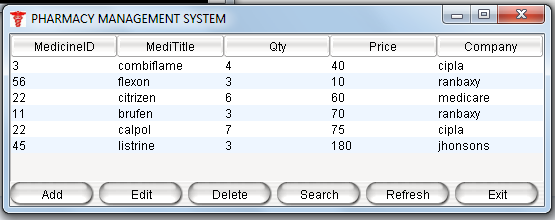 PHARMACY MANAGEMENT SYSTEM
MedicineID MediTitle Qty Price Company
3 combiflame 4 40 cipla
56 flexon 3 10 ranbaxy
22 citrizen 6 60 medicare
11 brufen 3 70 ranbaxy
22 calpol 7 75 cipla
45 listrine 3 180 jhonsons
Add Edit Delete Search Refresh Exit